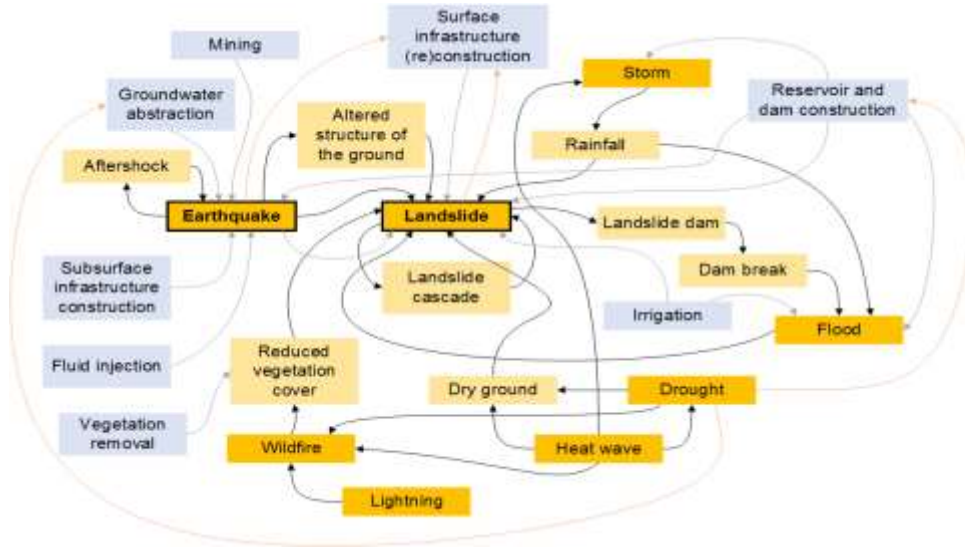 Mining
Surface
infrastructure
(re)construction
Storm
Groundwater
abstraction
Reservoir and
dam construction
Altered
structure of
the ground
Rainfall
Aftershock
Earthquake
Landslide
Landslide dam
Subsurface
infrastructure
construction
Landslide
cascade
Dam break
Irrigation
Flood
Fluid injection
Reduced
vegetation
cover
Dry ground
Drought
Vegetation
removal
Wildfire
Heat wave
Lightning